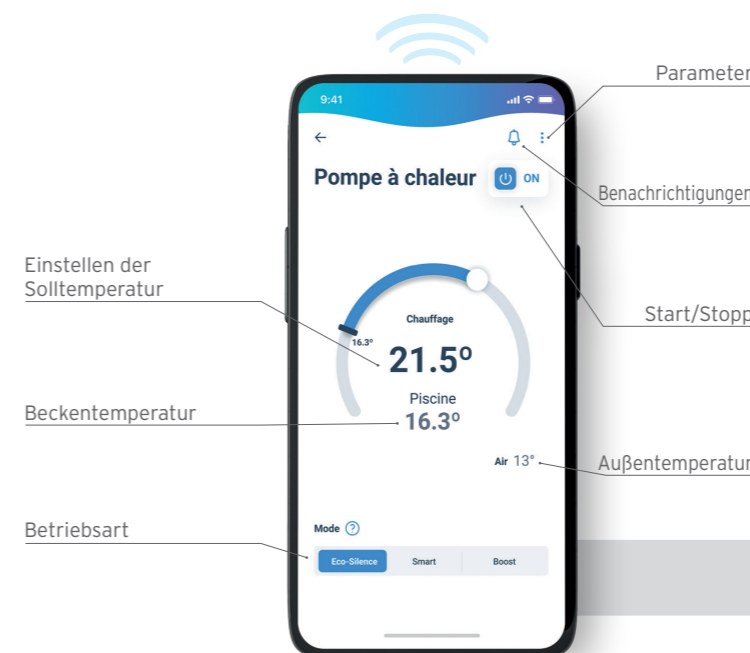 Parameter
9:41
Pompe à chaleur
ON
Benachrichtigungen
Einstellen der
Solltemperatur
Start/Stopp
Chauffage
16.3°
21.5°
Piscine
16.3°
Beckentemperatur
Air 13°
Außentemperatur
Mode ?
Betriebsart
Eco-Silence Smart Boost